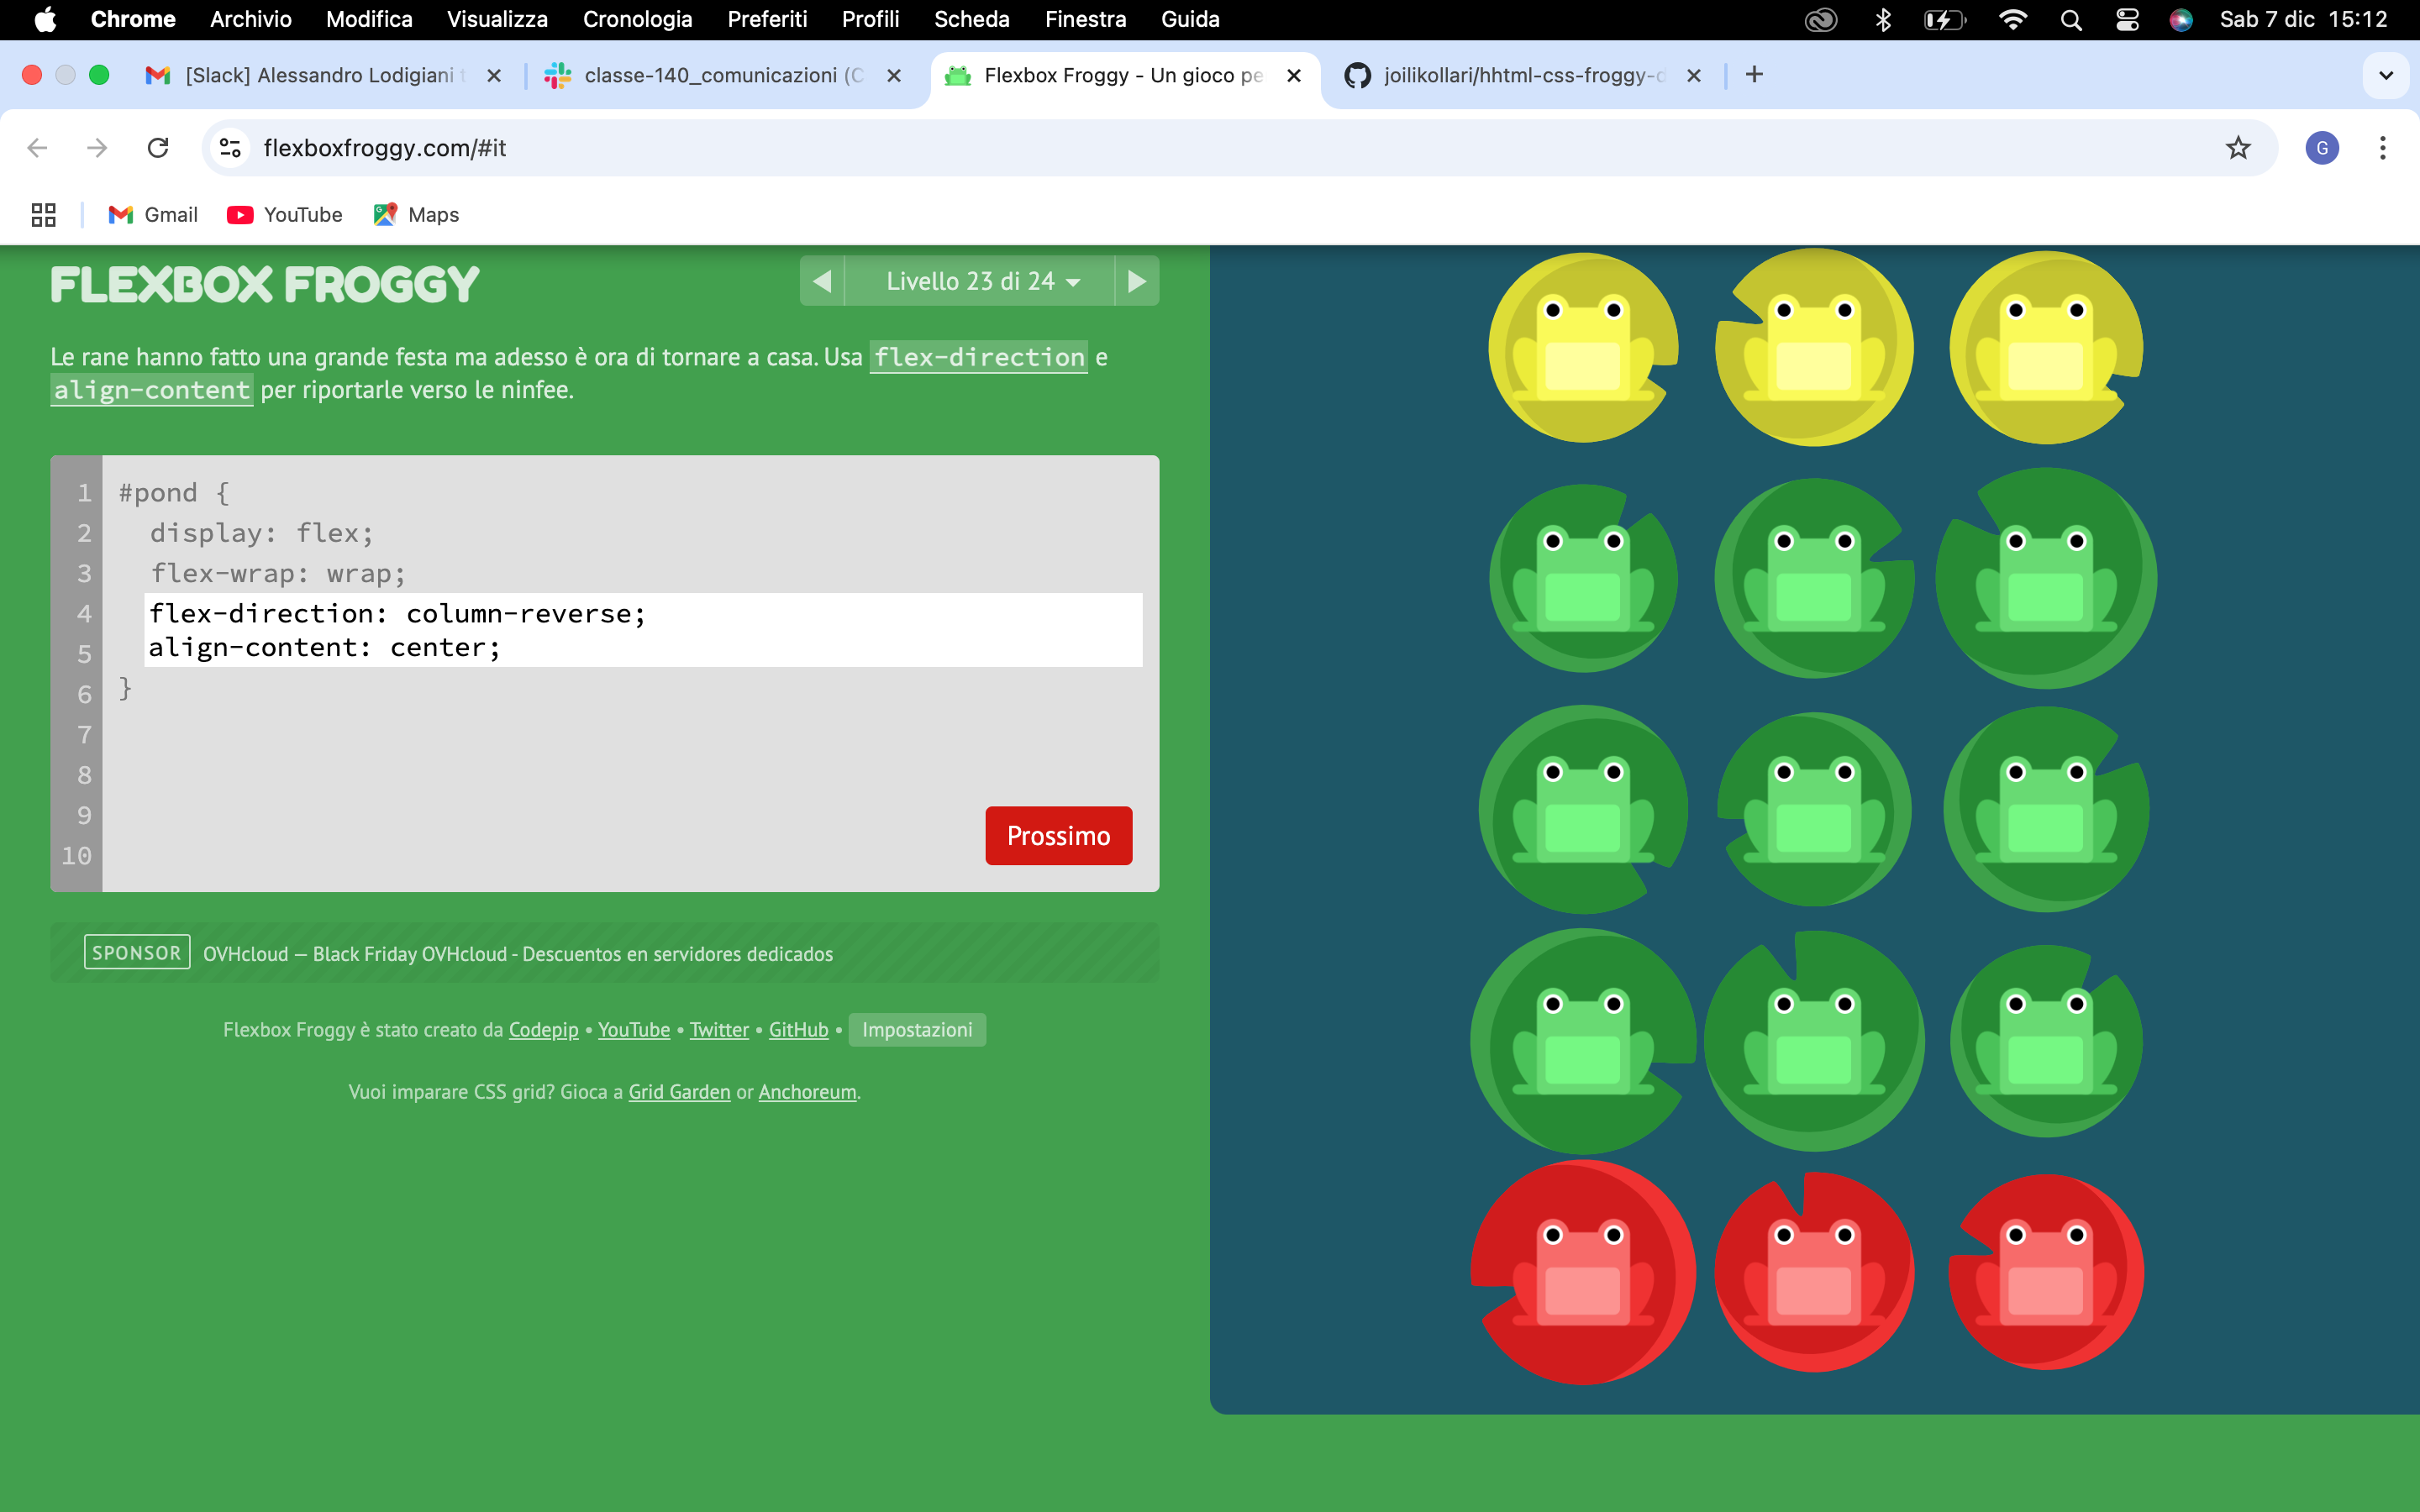 Chrome Archivio Modifica Visualizza Cronologia Preferiti Profili Scheda Finestra Guida Sab 7 dic 15:12
[Slack] Alessandro Lodigiani t classe-140_comunicazioni (C Flexbox Froggy - Un gioco pe joilikollari/hhtml-css-froggy-d
flexboxfroggy.com/#it G
Gmail YouTube Maps
FLEXBOX FROGGY Livello 23 di 24
Le rane hanno fatto una grande festa ma adesso è ora di tornare a casa. Usa flex-direction e
align-content per riportarle verso le ninfee.
1 #pond {
2 display: flex;
3 flex-wrap: wrap;
4 flex-direction: column-reverse;
5 align-content: center;
6 }
7
8
9
10
Prossimo
SPONSOR OVHcloud — Black Friday OVHcloud - Descuentos en servidores dedicados
Flexbox Froggy è stato creato da Codepip • YouTube • Twitter • GitHub • Impostazioni
Vuoi imparare CSS grid? Gioca a Grid Garden or Anchoreum.